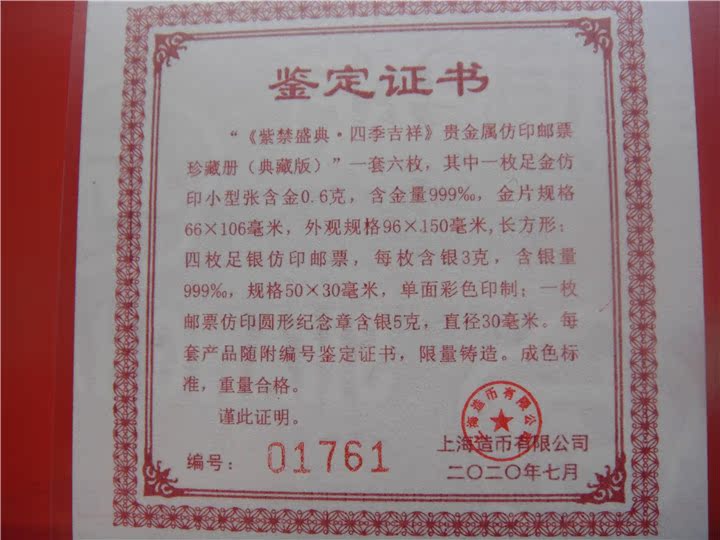 鉴定证书
“《紫禁盛典·四季吉祥》贵金属仿印邮票
珍藏册（典藏版）”一套六枚，其中一枚足金仿
印小型张含金0.6克，含金量999‰，金片规格
66×106毫米，外观规格96×150毫米,长方形；
四枚足银仿印邮票，每枚含银3克，含银量
999‰，规格50×30毫米，单面彩色印制；一枚
邮票仿印圆形纪念章含银5克，直径30毫米。每
套产品随附编号鉴定证书，限量铸造。成色标
准，重量合格。
谨此证明。
上海造币有限公司
上海造币有限公司
编号：01761
二〇二〇年七月